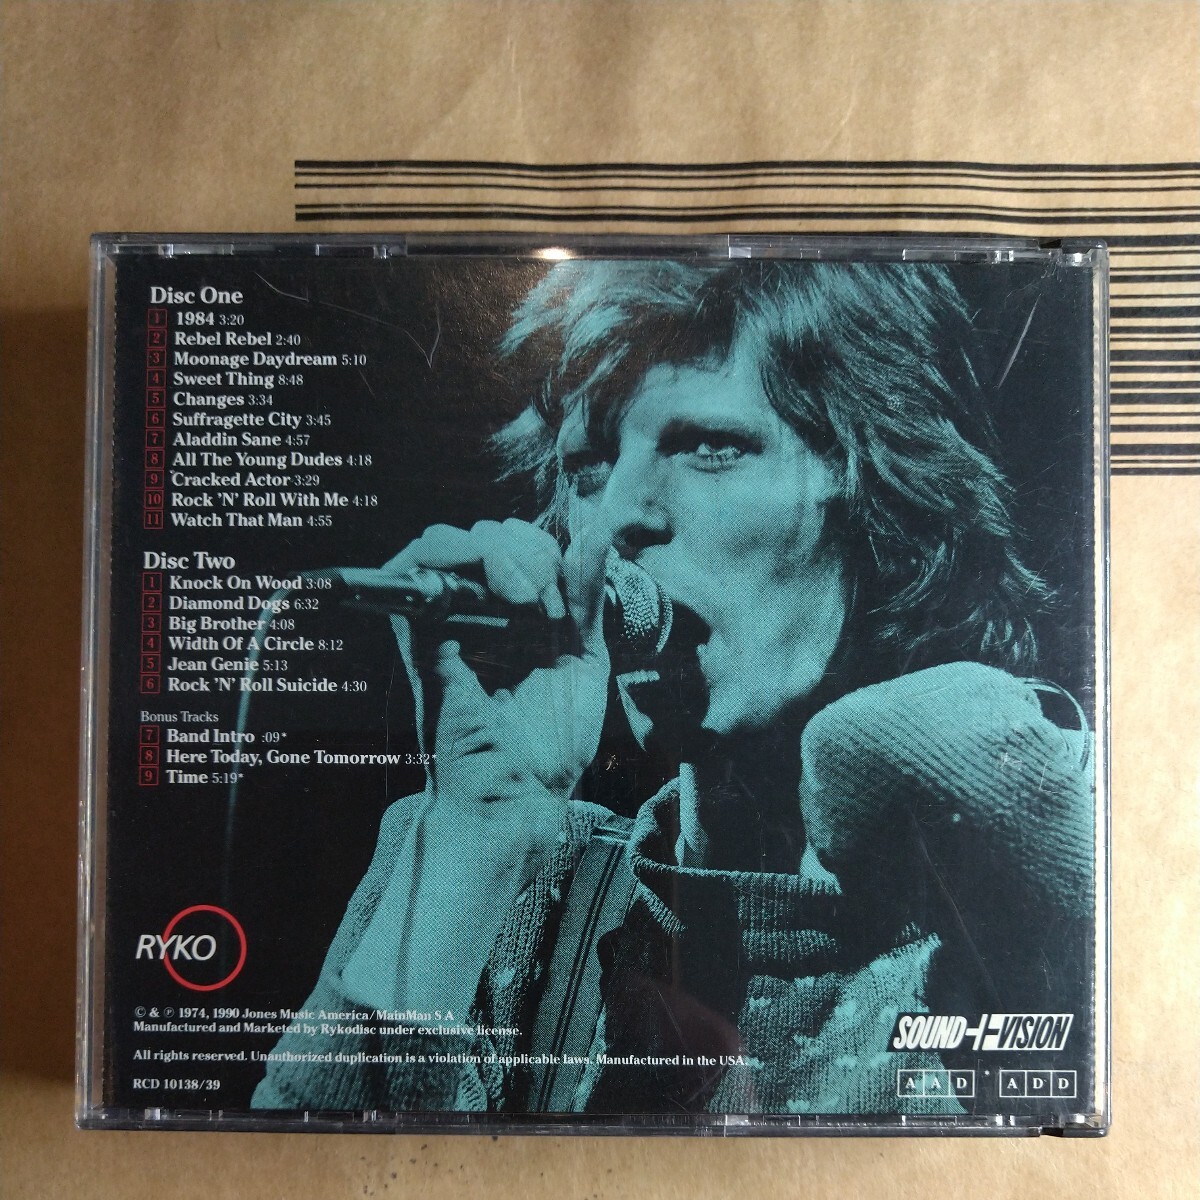 Disc One
1 1984 3:20
2 Rebel Rebel 2:40
3 Moonage Daydream 5:10
4 Sweet Thing 8:48
5 Changes 3:34
6 Suffragette City 3:45
7 Aladdin Sane 4:57
8 All The Young Dudes 4:18
9 Cracked Actor 3:29
10 Rock 'N' Roll With Me 4:18
11 Watch That Man 4:55
Disc Two
1 Knock On Wood 3:08
2 Diamond Dogs 6:32
3 Big Brother 4:08
4 Width Of A Circle 8:12
5 Jean Genie 5:13
6 Rock 'N' Roll Suicide 4:30
Bonus Tracks
7 Band Intro :09*
8 Here Today, Gone Tomorrow 3:32*
9 Time 5:19*
RYKO
© & ℗ 1974, 1990 Jones Music America/MainMan S A
Manufactured and Marketed by Rykodisc under exclusive license.
All rights reserved. Unauthorized duplication is a violation of applicable laws. Manufactured in the USA.
RCD 10138/39
SOUND+VISION
A A D * A D D